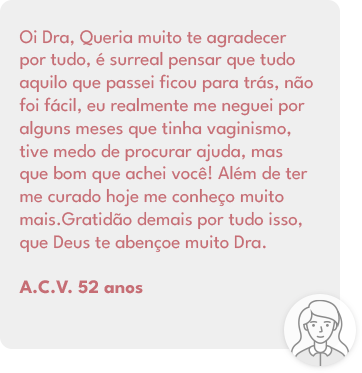 Oi Dra, Queria muito te agradecer
por tudo, é surreal pensar que tudo
aquilo que passei ficou para trás, não
foi fácil, eu realmente me neguei por
alguns meses que tinha vaginismo,
tive medo de procurar ajuda, mas
que bom que achei você! Além de ter
me curado hoje me conheço muito
mais.Gratidão demais por tudo isso,
que Deus te abençoe muito Dra.
A.C.V. 52 anos